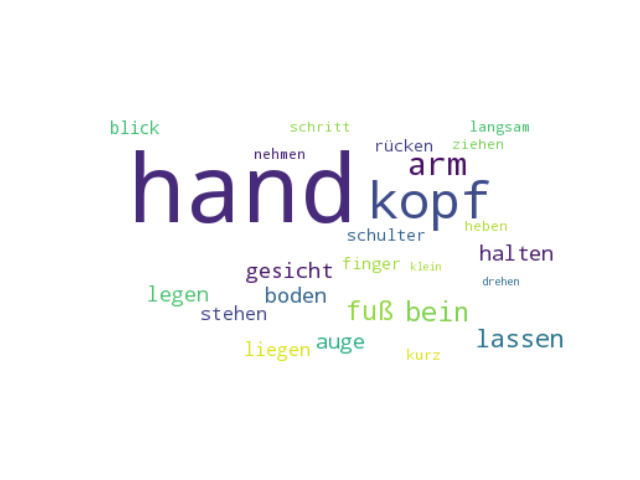 blick
schritt
langsam
nehmen
rücken
ziehen
hand
kopf
arm
heben
schulter
halten
gesicht
finger
klein
drehen
legen
boden
stehen
fuß
bein
lassen
liegen
auge
kurz